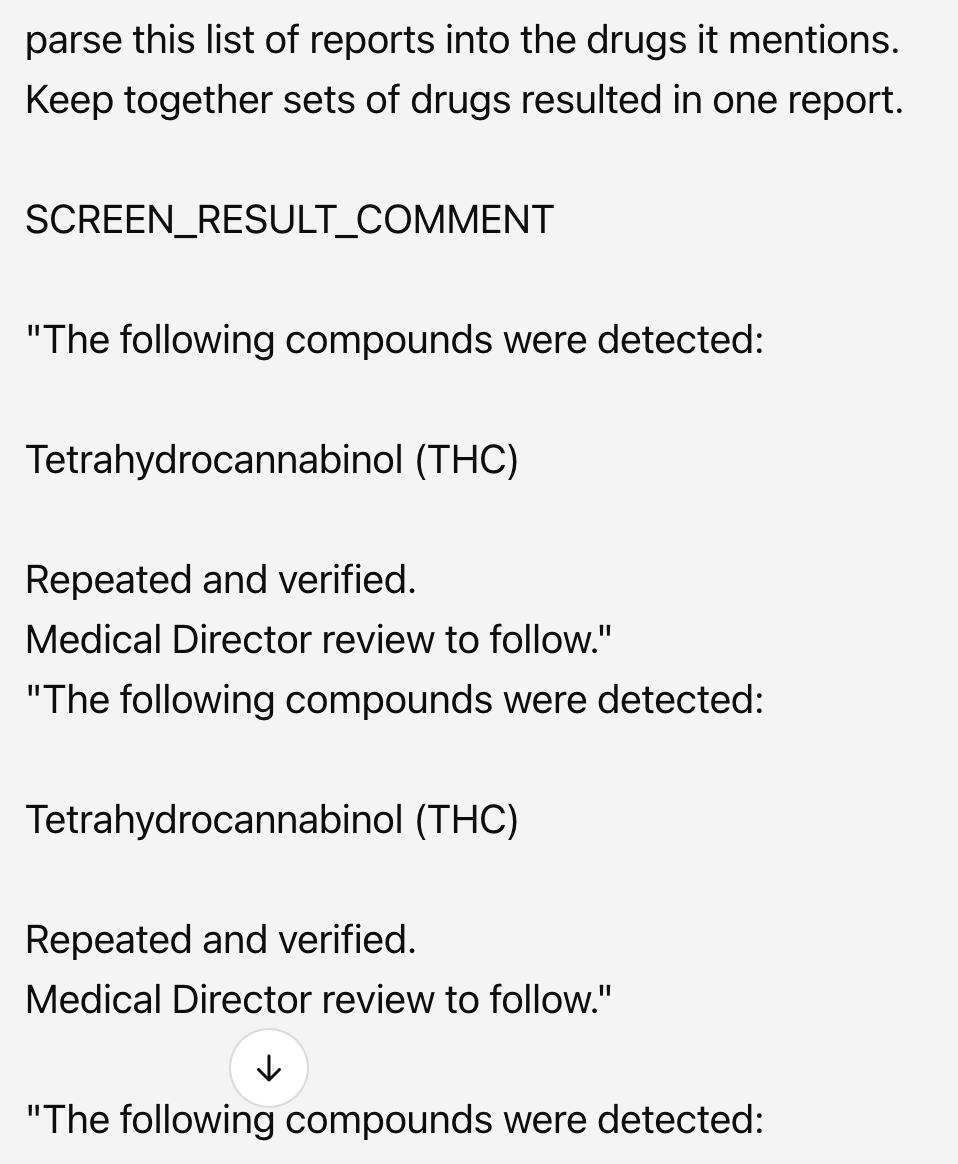 parse this list of reports into the drugs it mentions.
Keep together sets of drugs resulted in one report.
SCREEN_RESULT_COMMENT
"The following compounds were detected:
Tetrahydrocannabinol (THC)
Repeated and verified.
Medical Director review to follow."
"The following compounds were detected:
Tetrahydrocannabinol (THC)
Repeated and verified.
Medical Director review to follow."
"The following compounds were detected: